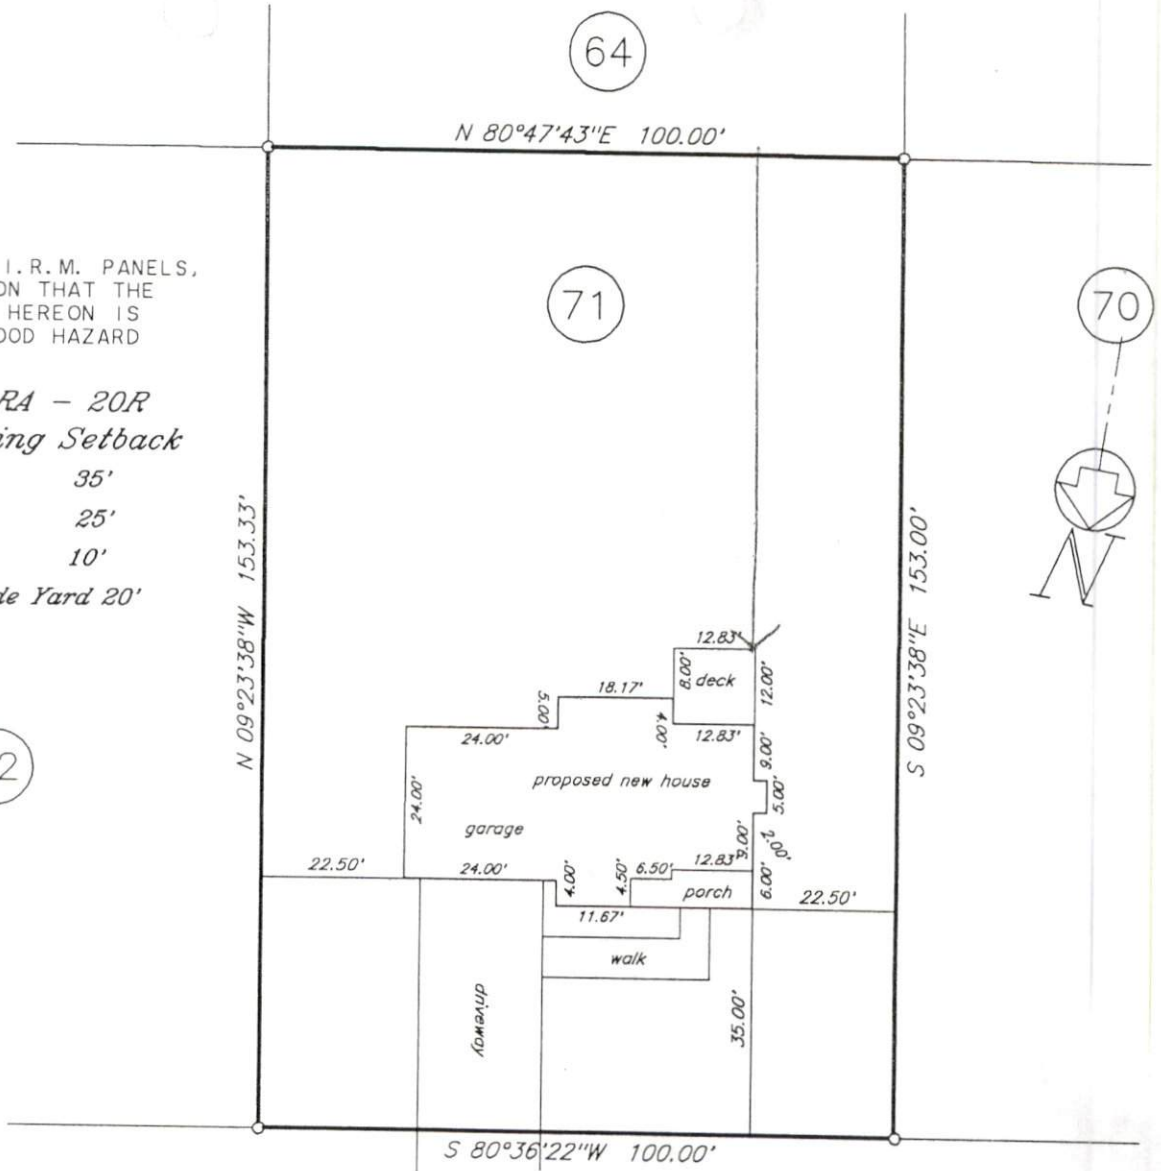 64
N 80°47'43"E 100.00'
I.R.M. PANELS,
ON THAT THE
HEREON IS
OOD HAZARD
71
70
RA - 20R
ing Setback
35'
25'
10'
de Yard 20'
N 09°23'38"W 153.33'
S 09°23'38"E 153.00'
N
12.83'
8.00'
deck
12.00'
18.17'
5.00'
4.00'
12.83'
24.00'
9.00'
2
proposed new house
5.00'
24.00'
garage
9.00'
2.00'
22.50'
24.00'
4.00'
4.50'
6.50'
12.83'
6.00'
porch
22.50'
11.67'
walk
driveway
35.00'
S 80°36'22"W 100.00'